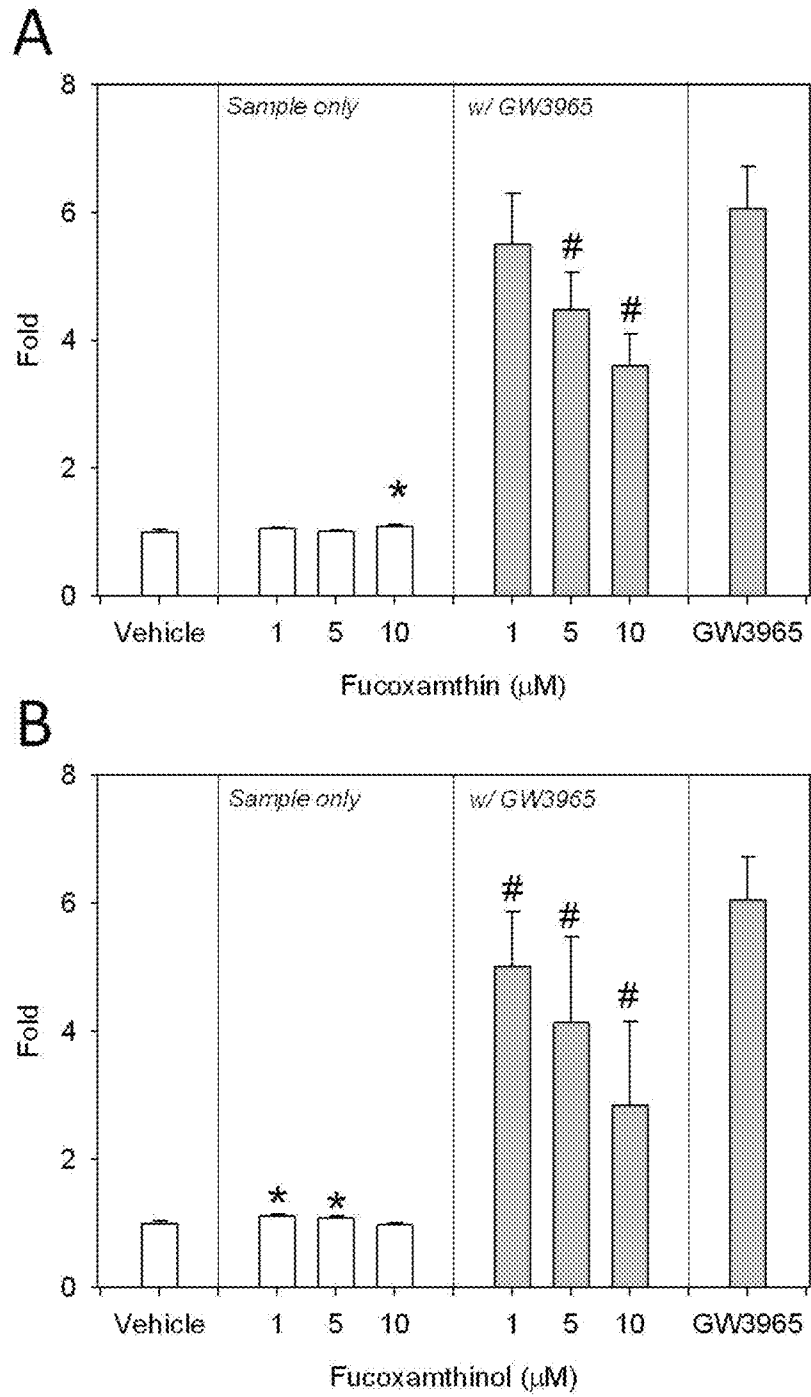 A
8
Sample only
w/ GW3965
6
#
#
4
Fold
2
*
0
Vehicle 1 5 10 1 5 10 GW3965
Fucoxamthin (μM)
B
8
Sample only
w/ GW3965
#
6
#
#
4
Fold
2
* *
0
Vehicle 1 5 10 1 5 10 GW3965
Fucoxamthinol (μM)